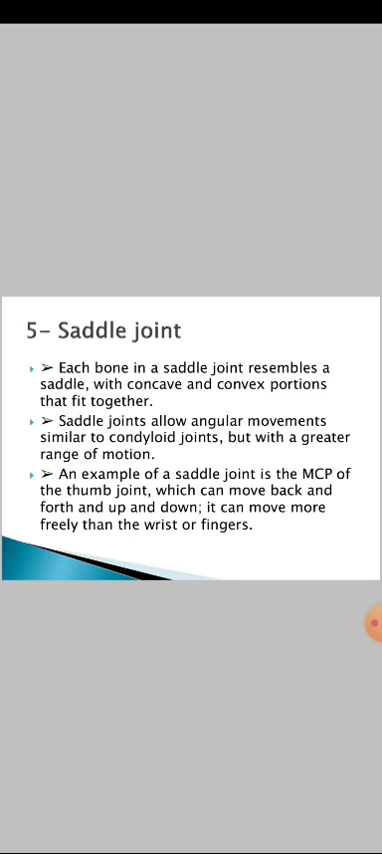 5- Saddle joint
➢ Each bone in a saddle joint resembles a
saddle, with concave and convex portions
that fit together.
➢ Saddle joints allow angular movements
similar to condyloid joints, but with a greater
range of motion.
➢ An example of a saddle joint is the MCP of
the thumb joint, which can move back and
forth and up and down; it can move more
freely than the wrist or fingers.